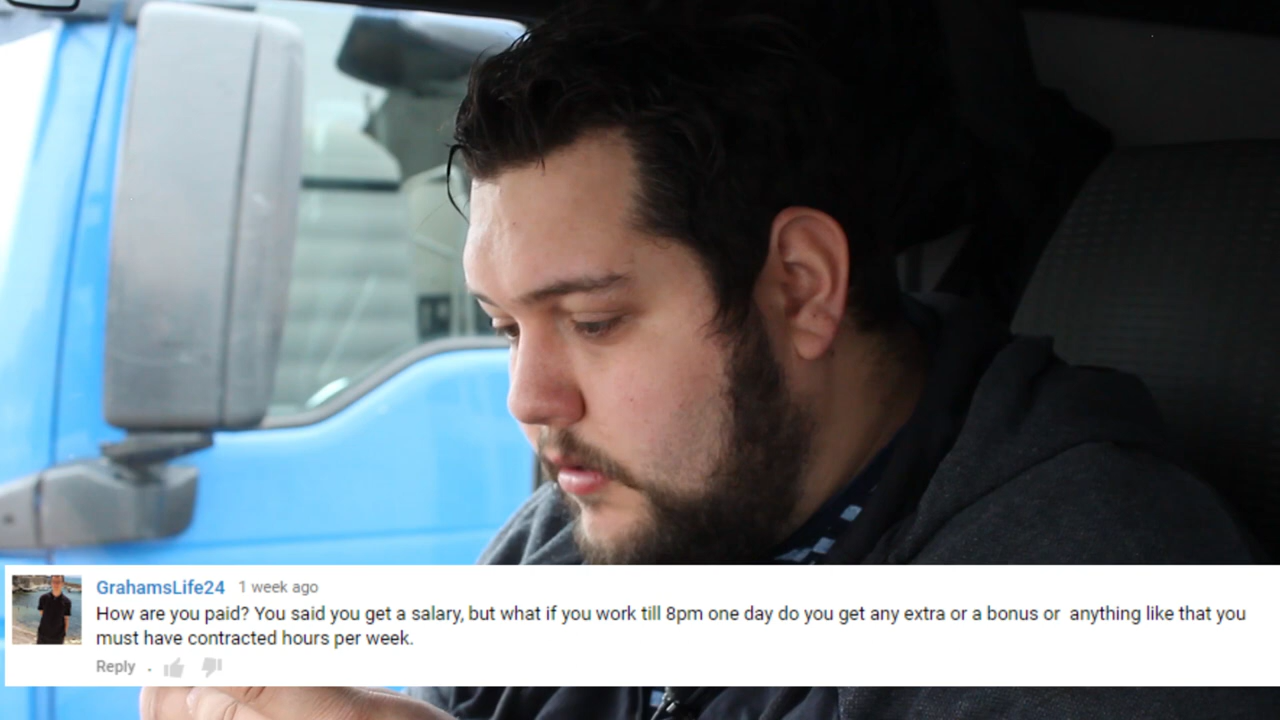 GrahamsLife24 1 week ago
How are you paid? You said you get a salary, but what if you work till 8pm one day do you get any extra or a bonus or  anything like that you
must have contracted hours per week.
Reply .